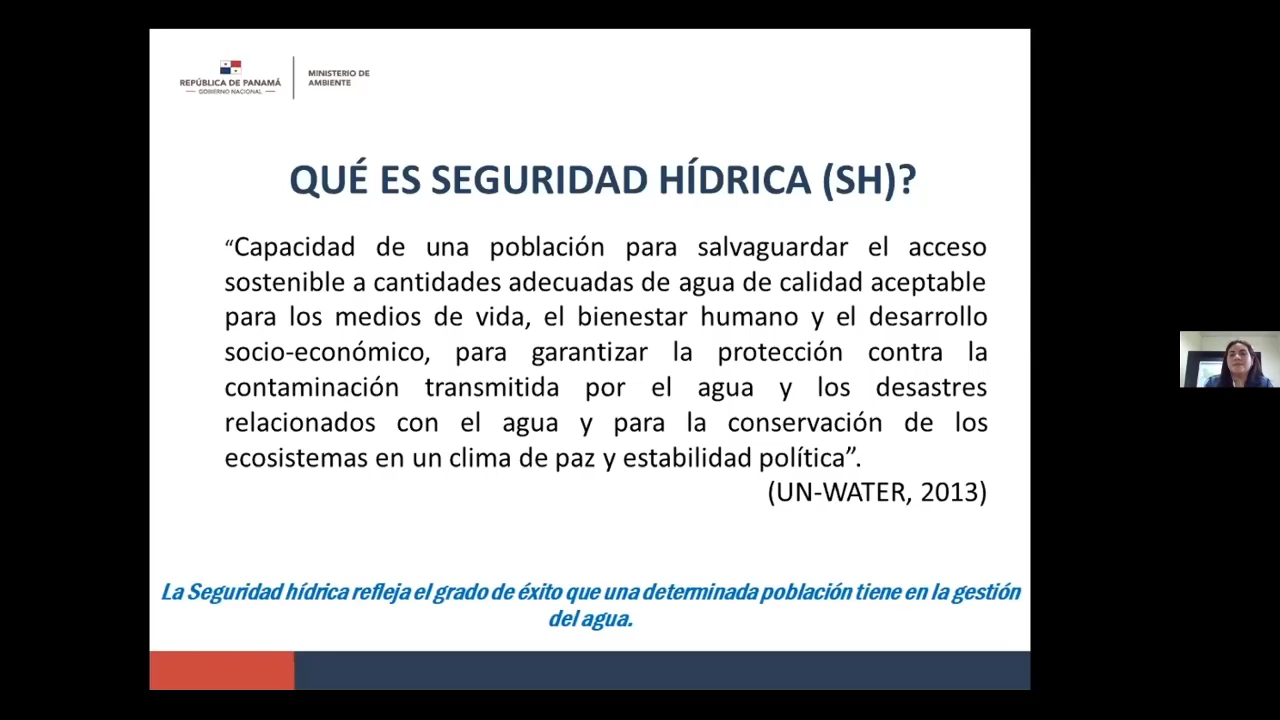 REPÚBLICA DE PANAMÁ
GOBIERNO NACIONAL
MINISTERIO DE
AMBIENTE
QUÉ ES SEGURIDAD HÍDRICA (SH)?
“Capacidad de una población para salvaguardar el acceso
sostenible a cantidades adecuadas de agua de calidad aceptable
para los medios de vida, el bienestar humano y el desarrollo
socio-económico, para garantizar la protección contra la
contaminación transmitida por el agua y los desastres
relacionados con el agua y para la conservación de los
ecosistemas en un clima de paz y estabilidad política”.
(UN-WATER, 2013)
La Seguridad hídrica refleja el grado de éxito que una determinada población tiene en la gestión
del agua.